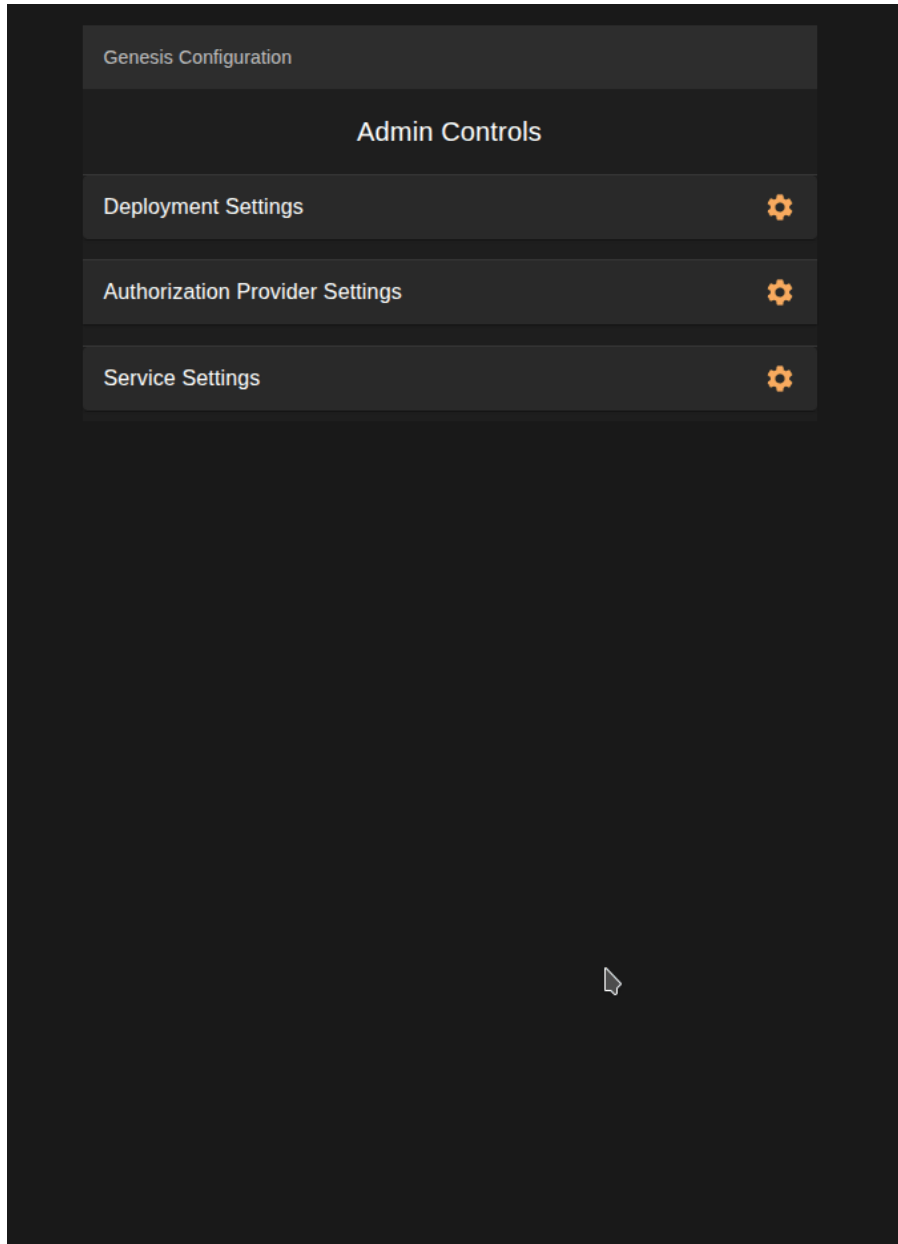 Genesis Configuration
Admin Controls
Deployment Settings
Authorization Provider Settings
Service Settings